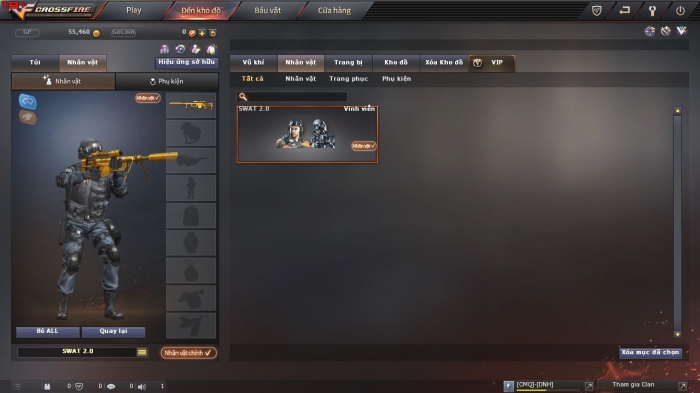 CROSSFIRE Play Đến kho đồ Báu vật Cửa hàng
GP 55,460 GoCoin 0
Túi Nhân vật Hiệu ứng sở hữu
Vũ khí Nhân vật Trang bị Kho đồ Xóa Kho đồ VIP
Nhân vật Phụ kiện
Tất cả Nhân vật Trang phục Phụ kiện
Nhân vật
SWAT 2.0 Vĩnh viễn
Nhân vật
Bỏ ALL Quay lại
SWAT 2.0 Nhân vật chính
Xóa mục đã chọn
0 0 0 1 [CMQ]-[DNH] Tham gia Clan